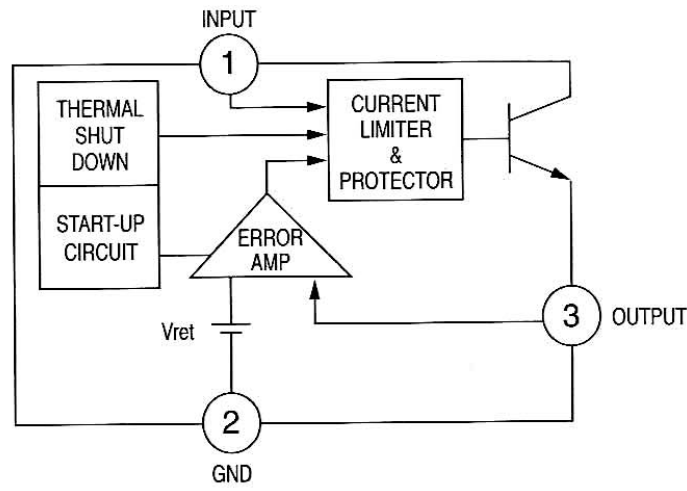 INPUT
1
THERMAL
SHUT
DOWN
CURRENT
LIMITER
&
PROTECTOR
START-UP
CIRCUIT
ERROR
AMP
Vret
3
OUTPUT
2
GND